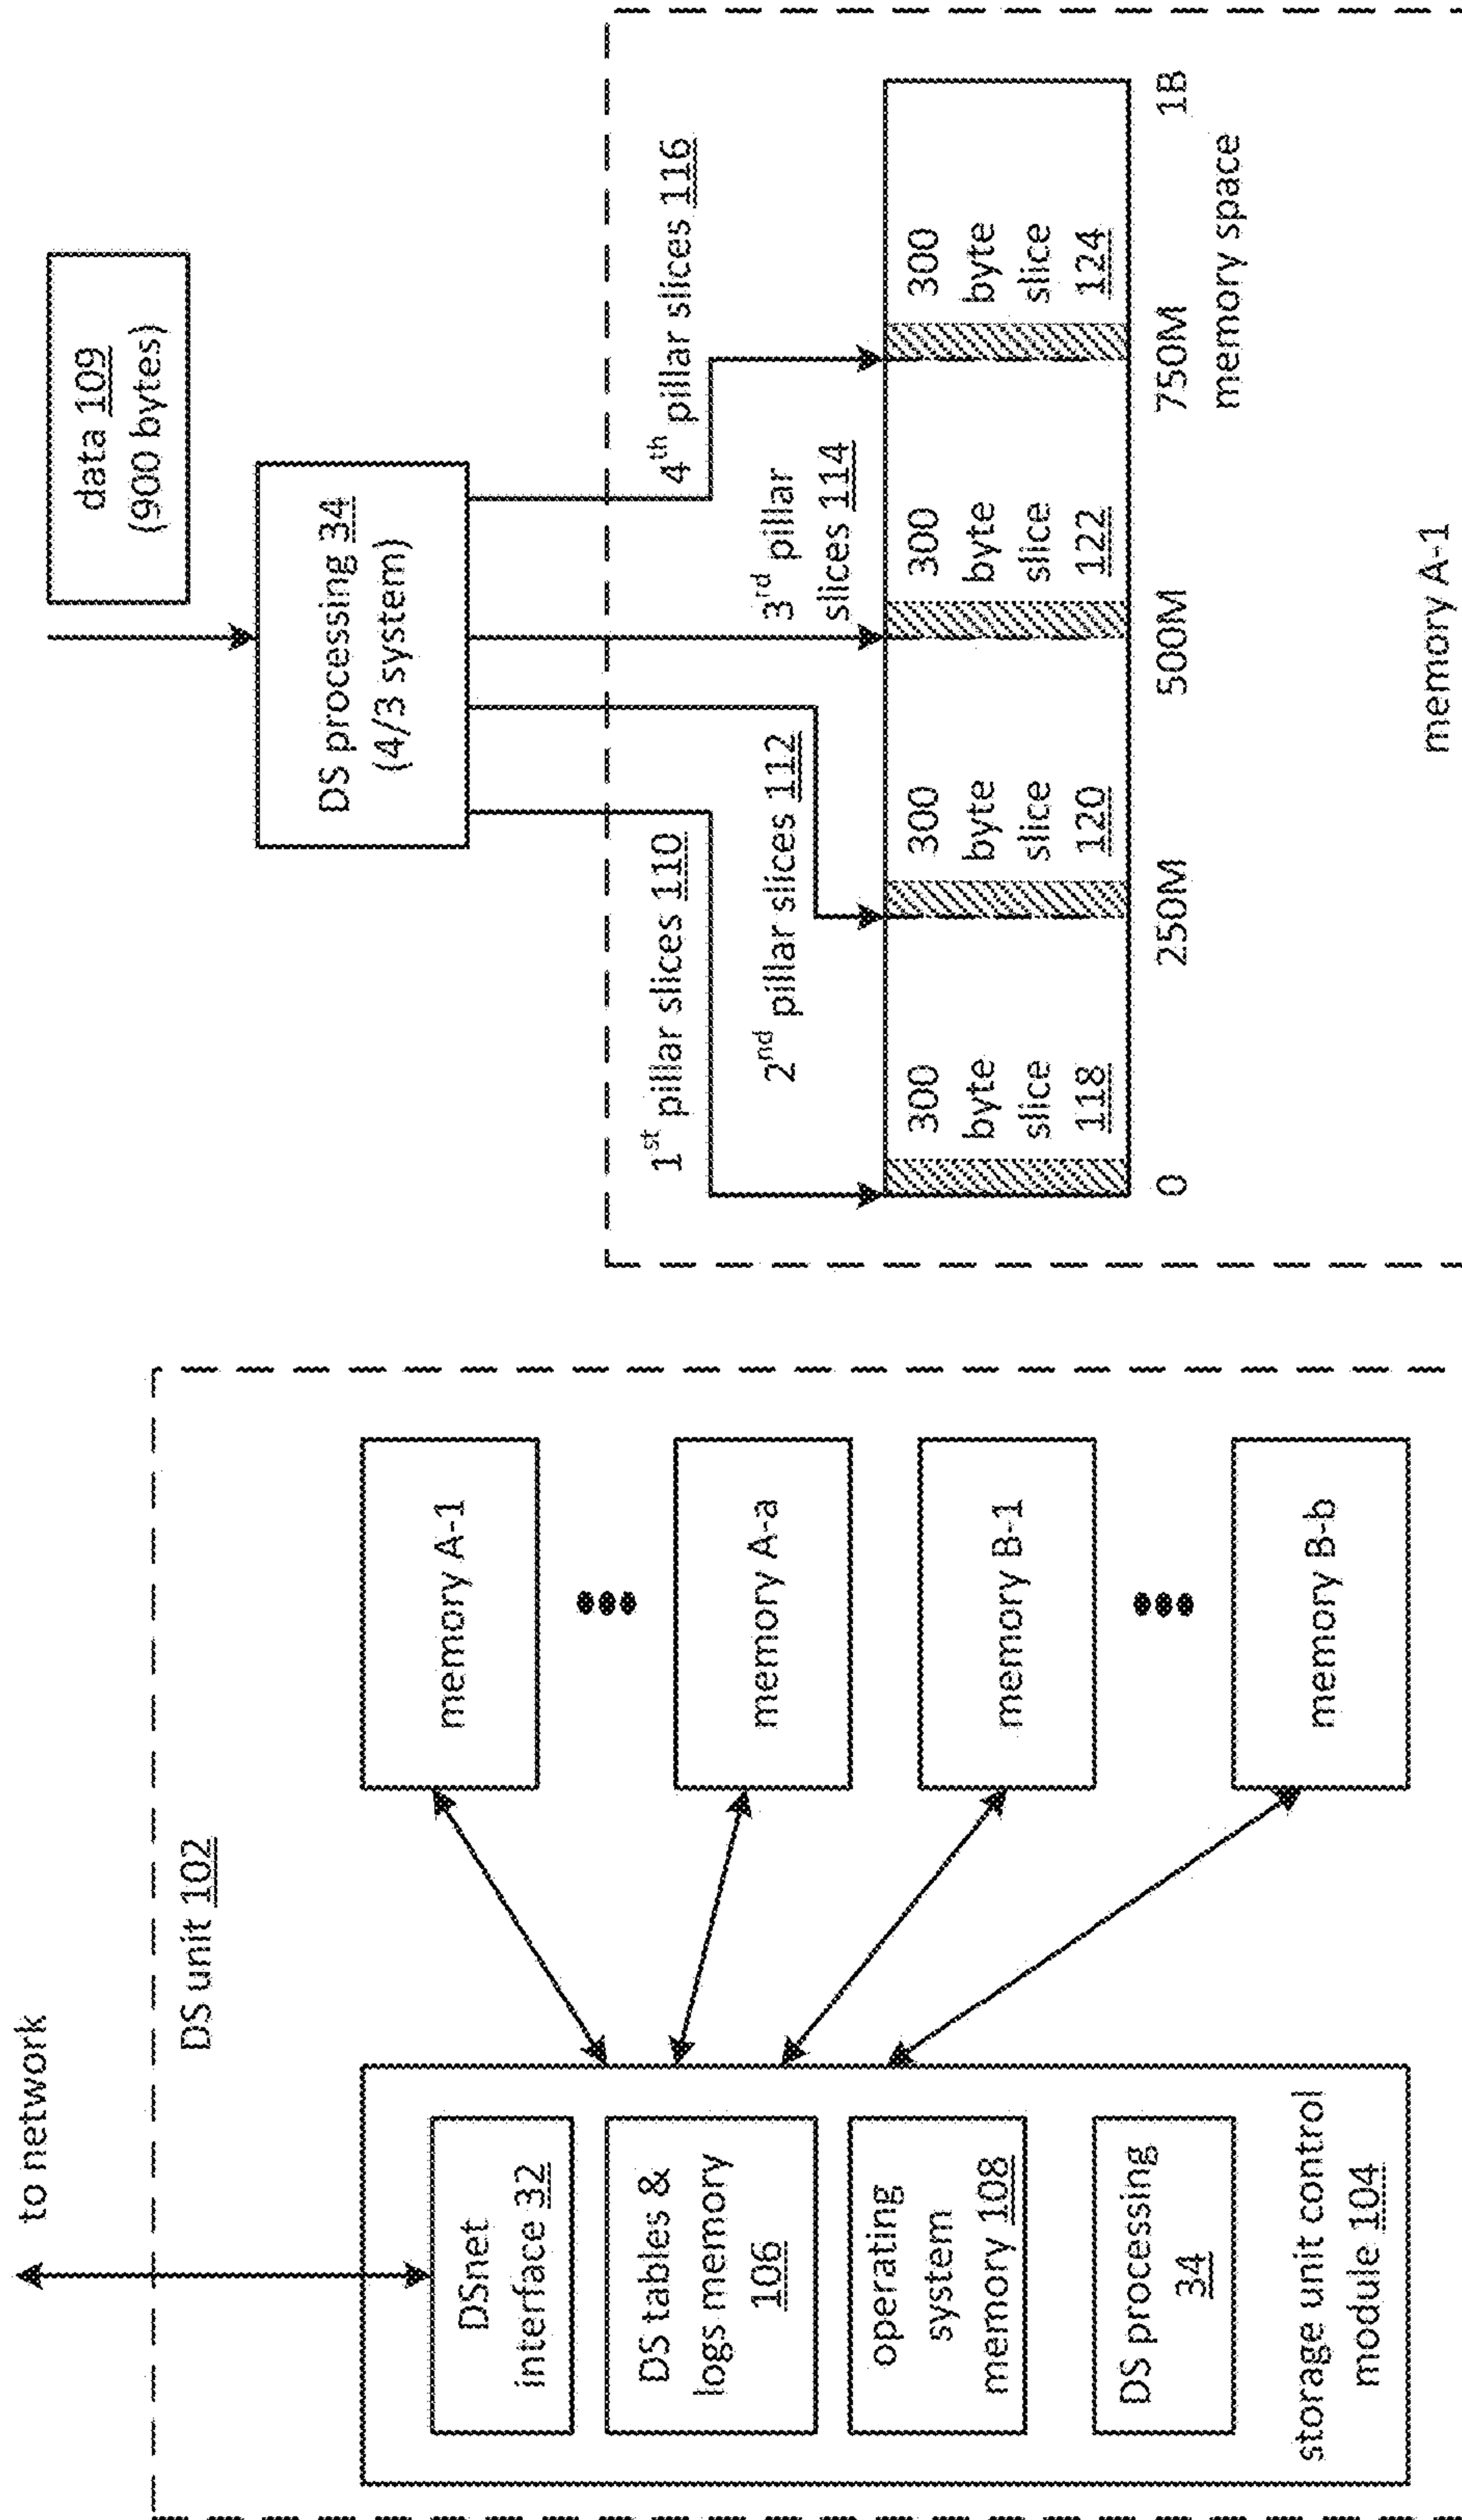 to network
DS unit 102
DSnet
interface 32
DS tables &
logs memory
106
operating
system
memory 108
DS processing
34
storage unit control
module 104
memory A-1
memory A-a
memory B-1
memory B-b
data 109
(900 bytes)
DS processing 34
(4/3 system)
1st pillar slices 110
2nd pillar slices 112
3rd pillar
slices 114
4th pillar slices 116
300
byte
slice
118
300
byte
slice
120
300
byte
slice
122
300
byte
slice
124
0
250M
500M
750M
1B
memory space
memory A-1